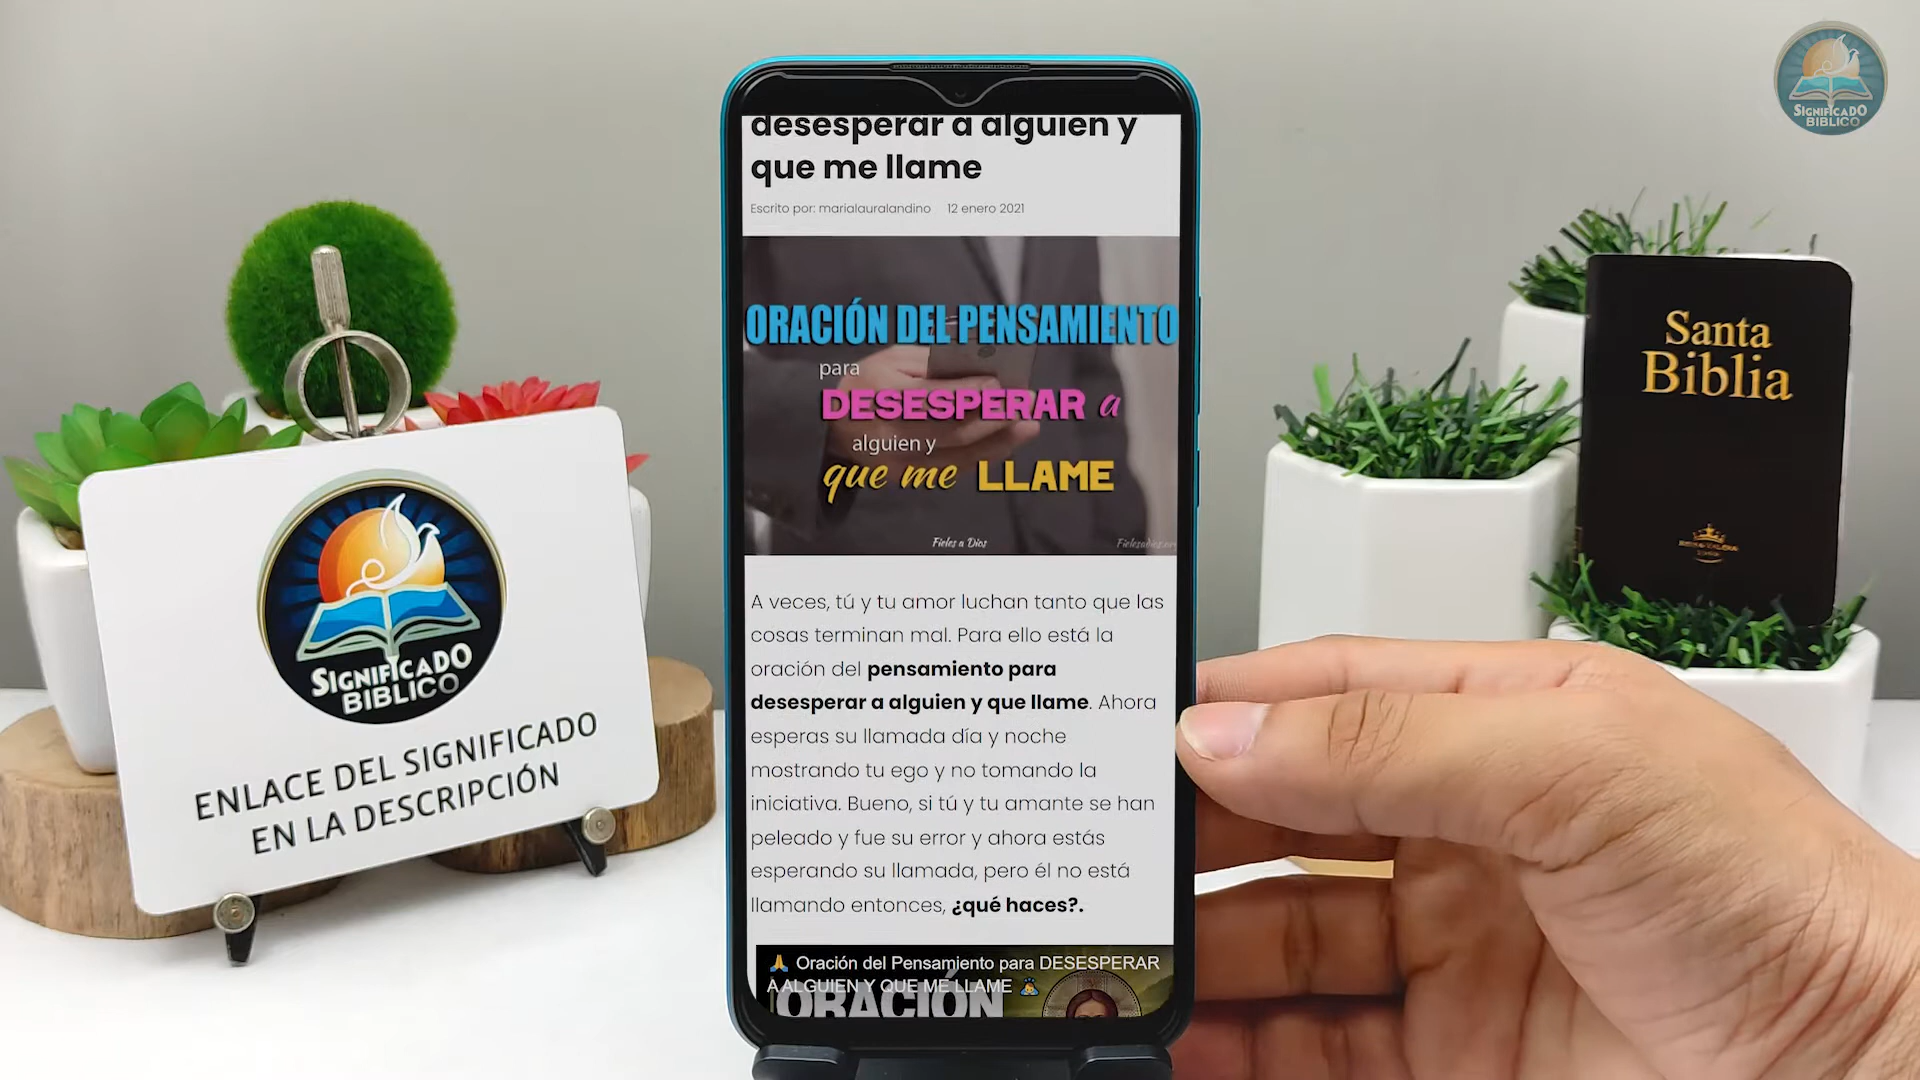 SIGNIFICADO
BIBLICO
desesperar a alguien y
que me llame
Escrito por: marialauralandino 12 enero 2021
ORACIÓN DEL PENSAMIENTO
para
DESESPERAR a
alguien y
que me LLAME
Fieles a Dios
A veces, tú y tu amor luchan tanto que las
cosas terminan mal. Para ello está la
oración del pensamiento para
desesperar a alguien y que llame. Ahora
esperas su llamada día y noche
mostrando tu ego y no tomando la
iniciativa. Bueno, si tú y tu amante se han
peleado y fue su error y ahora estás
esperando su llamada, pero él no está
llamando entonces, ¿qué haces?.
🙏 Oración del Pensamiento para DESESPERAR
A ALGUIEN Y QUE ME LLAME 🙇
ORACIÓN
SIGNIFICADO
BIBLICO
ENLACE DEL SIGNIFICADO
EN LA DESCRIPCIÓN
Santa
Biblia